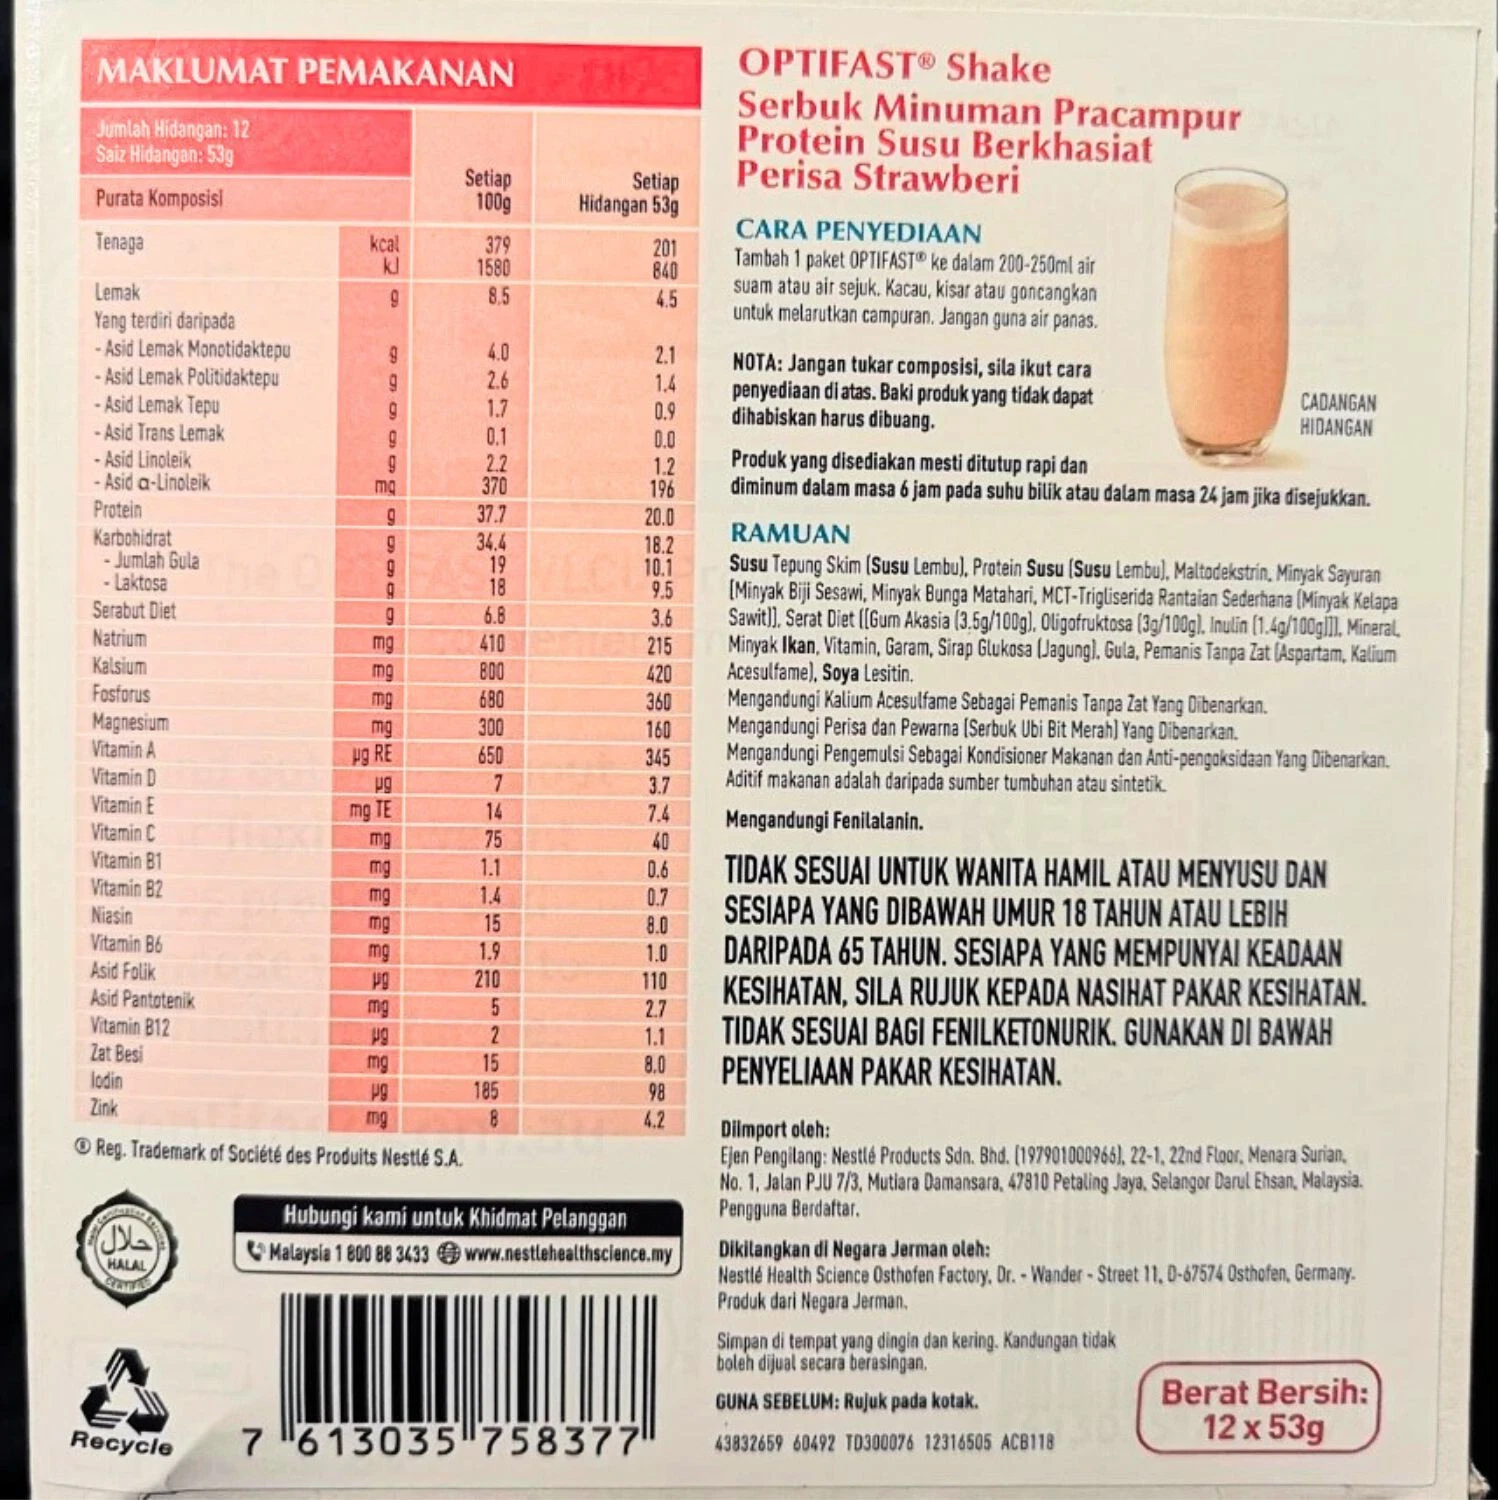 MAKLUMAT PEMAKANAN
Jumlah Hidangan: 12
Saiz Hidangan: 53g
Purata Komposisi Setiap 100g Setiap Hidangan 53g
Tenaga kcal 379 201
kJ 1580 840
Lemak g 8.5 4.5
Yang terdiri daripada
- Asid Lemak Monotidaktepu g 4.0 2.1
- Asid Lemak Politidaktepu g 2.6 1.4
- Asid Lemak Tepu g 1.7 0.9
- Asid Trans Lemak g 0.1 0.0
- Asid Linoleik g 2.2 1.2
- Asid α-Linoleik mg 370 196
Protein g 37.7 20.0
Karbohidrat g 34.4 18.2
- Jumlah Gula g 19 10.1
- Laktosa g 18 9.5
Serabut Diet g 6.8 3.6
Natrium mg 410 215
Kalsium mg 800 420
Fosforus mg 680 360
Magnesium mg 300 160
Vitamin A µg RE 650 345
Vitamin D µg 7 3.7
Vitamin E mg TE 14 7.4
Vitamin C mg 75 40
Vitamin B1 mg 1.1 0.6
Vitamin B2 mg 1.4 0.7
Niasin mg 15 8.0
Vitamin B6 mg 1.9 1.0
Asid Folik µg 210 110
Asid Pantotenik mg 5 2.7
Vitamin B12 µg 2 1.1
Zat Besi mg 15 8.0
Iodin µg 185 98
Zink mg 8 4.2
® Reg. Trademark of Société des Produits Nestlé S.A.
حلال
HALAL
CERTIFIED
Hubungi kami untuk Khidmat Pelanggan
Malaysia 1 800 88 3433 www.nestlehealthscience.my
Recycle
7 613035 758377
OPTIFAST® Shake
Serbuk Minuman Pracampur
Protein Susu Berkhasiat
Perisa Strawberi
CARA PENYEDIAAN
Tambah 1 paket OPTIFAST® ke dalam 200-250ml air
suam atau air sejuk. Kacau, kisar atau goncangkan
untuk melarutkan campuran. Jangan guna air panas.
NOTA: Jangan tukar composisi, sila ikut cara
penyediaan di atas. Baki produk yang tidak dapat
dihabiskan harus dibuang.
CADANGAN
HIDANGAN
Produk yang disediakan mesti ditutup rapi dan
diminum dalam masa 6 jam pada suhu bilik atau dalam masa 24 jam jika disejukkan.
RAMUAN
Susu Tepung Skim (Susu Lembu), Protein Susu (Susu Lembu), Maltodekstrin, Minyak Sayuran
[Minyak Biji Sesawi, Minyak Bunga Matahari, MCT-Trigliserida Rantaian Sederhana (Minyak Kelapa
Sawit)], Serat Diet [(Gum Akasia (3.5g/100g), Oligofruktosa (3g/100g), Inulin (1.4g/100g))], Mineral,
Minyak Ikan, Vitamin, Garam, Sirap Glukosa (Jagung), Gula, Pemanis Tanpa Zat (Aspartam, Kalium
Acesulfame), Soya Lesitin.
Mengandungi Kalium Acesulfame Sebagai Pemanis Tanpa Zat Yang Dibenarkan.
Mengandungi Perisa dan Pewarna (Serbuk Ubi Bit Merah) Yang Dibenarkan.
Mengandungi Pengemulsi Sebagai Kondisioner Makanan dan Anti-pengoksidaan Yang Dibenarkan.
Aditif makanan adalah daripada sumber tumbuhan atau sintetik.
Mengandungi Fenilalanin.
TIDAK SESUAI UNTUK WANITA HAMIL ATAU MENYUSU DAN
SESIAPA YANG DIBAWAH UMUR 18 TAHUN ATAU LEBIH
DARIPADA 65 TAHUN. SESIAPA YANG MEMPUNYAI KEADAAN
KESIHATAN, SILA RUJUK KEPADA NASIHAT PAKAR KESIHATAN.
TIDAK SESUAI BAGI FENILKETONURIK. GUNAKAN DI BAWAH
PENYELIAAN PAKAR KESIHATAN.
Diimport oleh:
Ejen Pengilang: Nestlé Products Sdn. Bhd. (197901000966), 22-1, 22nd Floor, Menara Surian,
No. 1, Jalan PJU 7/3, Mutiara Damansara, 47810 Petaling Jaya, Selangor Darul Ehsan, Malaysia.
Pengguna Berdaftar.
Dikilangkan di Negara Jerman oleh:
Nestlé Health Science Osthofen Factory, Dr. - Wander - Street 11, D-67574 Osthofen, Germany.
Produk dari Negara Jerman.
Simpan di tempat yang dingin dan kering. Kandungan tidak
boleh dijual secara berasingan.
GUNA SEBELUM: Rujuk pada kotak.
43832659 60492 TD300076 12316505 ACB118
Berat Bersih:
12 x 53g